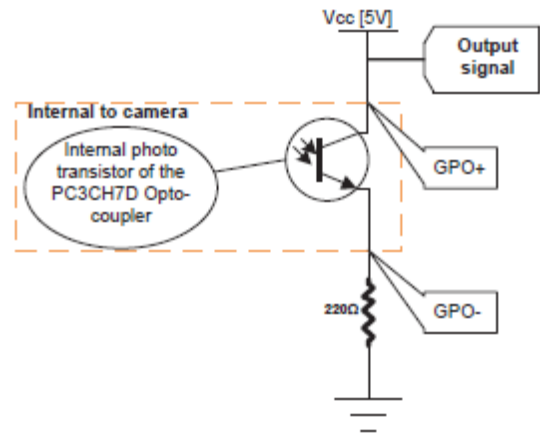 Vcc [5V]
Output
signal
Internal to camera
Internal photo
transistor of the
PC3CH7D Opto-
coupler
GPO+
220Ω
GPO-